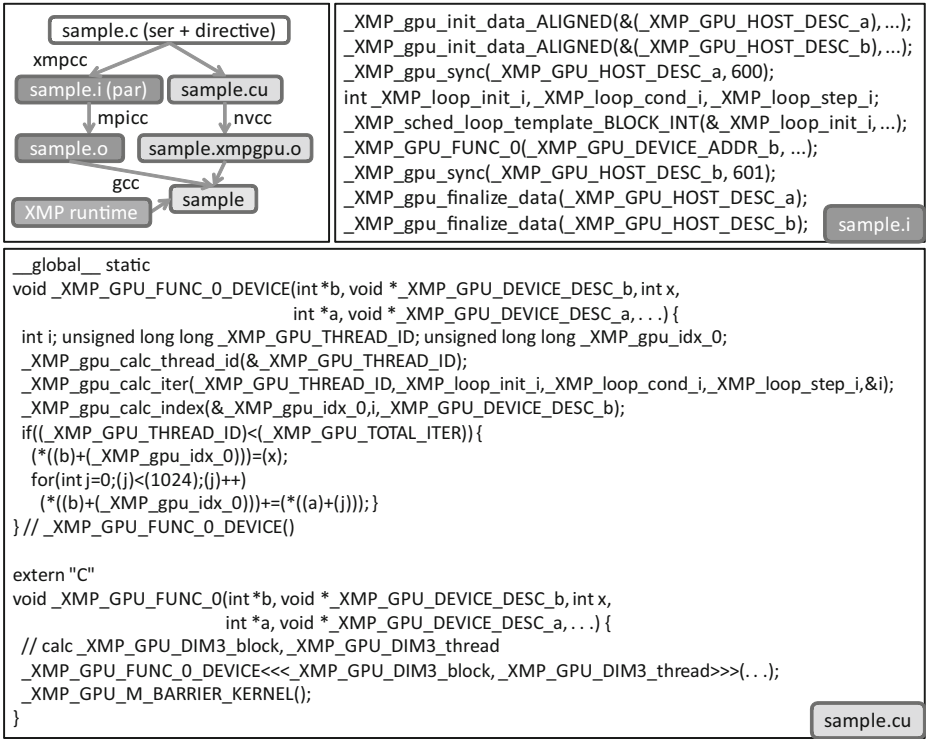 sample.c (ser + directive)
xmpcc
sample.i (par)
sample.cu
mpicc
nvcc
sample.o
sample.xmpgpu.o
gcc
XMP runtime
sample
_XMP_gpu_init_data_ALIGNED(&(_XMP_GPU_HOST_DESC_a),...);
_XMP_gpu_init_data_ALIGNED(&(_XMP_GPU_HOST_DESC_b),...);
_XMP_gpu_sync(_XMP_GPU_HOST_DESC_a, 600);
int _XMP_loop_init_i,_XMP_loop_cond_i,_XMP_loop_step_i;
_XMP_sched_loop_template_BLOCK_INT(&_XMP_loop_init_i,...);
_XMP_GPU_FUNC_0(_XMP_GPU_DEVICE_ADDR_b, ...);
_XMP_gpu_sync(_XMP_GPU_HOST_DESC_b, 601);
_XMP_gpu_finalize_data(_XMP_GPU_HOST_DESC_a);
_XMP_gpu_finalize_data(_XMP_GPU_HOST_DESC_b);
sample.i
__global__ static
void _XMP_GPU_FUNC_0_DEVICE(int *b, void *_XMP_GPU_DEVICE_DESC_b, int x,
int *a, void *_XMP_GPU_DEVICE_DESC_a, . . .) {
int i; unsigned long long _XMP_GPU_THREAD_ID; unsigned long long _XMP_gpu_idx_0;
_XMP_gpu_calc_thread_id(&_XMP_GPU_THREAD_ID);
_XMP_gpu_calc_iter(_XMP_GPU_THREAD_ID,_XMP_loop_init_i,_XMP_loop_cond_i,_XMP_loop_step_i,&i);
_XMP_gpu_calc_index(&_XMP_gpu_idx_0,i,_XMP_GPU_DEVICE_DESC_b);
if((_XMP_GPU_THREAD_ID)<(_XMP_GPU_TOTAL_ITER)) {
(*((b)+(_XMP_gpu_idx_0)))=(x);
for(int j=0;(j)<(1024);(j)++)
(*((b)+(_XMP_gpu_idx_0)))+=(*((a)+(j))); }
} // _XMP_GPU_FUNC_0_DEVICE()
extern "C"
void _XMP_GPU_FUNC_0(int *b, void *_XMP_GPU_DEVICE_DESC_b, int x,
int *a, void *_XMP_GPU_DEVICE_DESC_a, . . .) {
// calc _XMP_GPU_DIM3_block, _XMP_GPU_DIM3_thread
_XMP_GPU_FUNC_0_DEVICE<<<_XMP_GPU_DIM3_block, _XMP_GPU_DIM3_thread>>>(. . .);
_XMP_GPU_M_BARRIER_KERNEL();
}
sample.cu